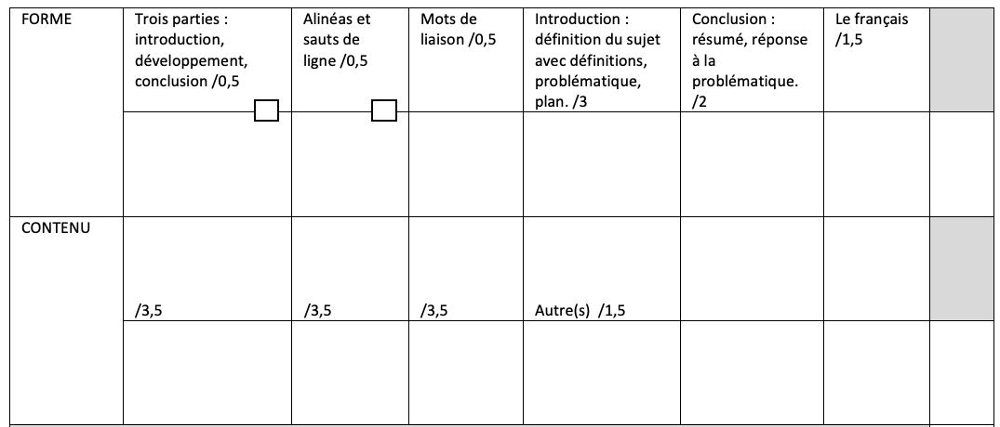 FORME
Trois parties :
introduction,
développement,
conclusion /0,5
Alinéas et
sauts de
ligne /0,5
Mots de
liaison /0,5
Introduction :
définition du sujet
avec définitions,
problématique,
plan. /3
Conclusion :
résumé, réponse
à la
problématique.
/2
Le français
/1,5
CONTENU
/3,5
/3,5
/3,5
Autre(s)  /1,5